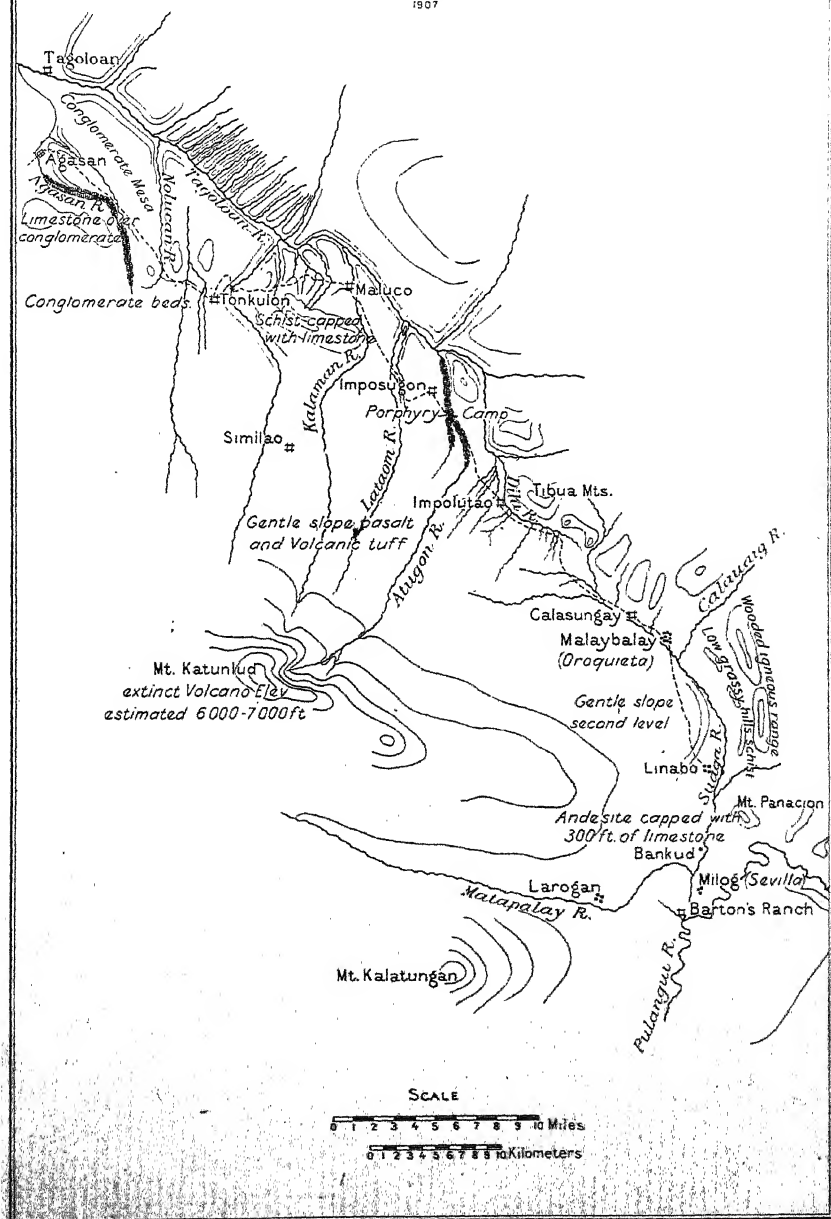 1907
Tagoloan
Conglomerate Mesa
Agasan
Agasan R.
Nolucan R.
Tagoloan R.
Limestone over
conglomerate
Conglomerate beds.
Tonkulon
Maluco
Schist capped
with limestone
Kalaman R.
Imposugon
Porphyry Camp
Similao
Lataom R.
Impolutao
Tibua Mts.
Gentle slope basalt
and Volcanic tuff
Atugon R.
Calauarg R.
Calasungay
Malaybalay
(Oroquieta)
Mt. Katunlud
extinct Volcano Elev
estimated 6000-7000ft
Wooded igneous range
Low grassy hills schist
Gentle slope
second level
Linabo
Suaga R.
Mt. Panacion
Andesite capped with
300 ft. of limestone
Bankud
Larogan
Milog (Sevilla)
Matapalay R.
Barton's Ranch
Mt. Kalatungan
Pulangui R.
SCALE
0 1 2 3 4 5 6 7 8 9 10 Miles
0 1 2 3 4 5 6 7 8 9 10 Kilometers